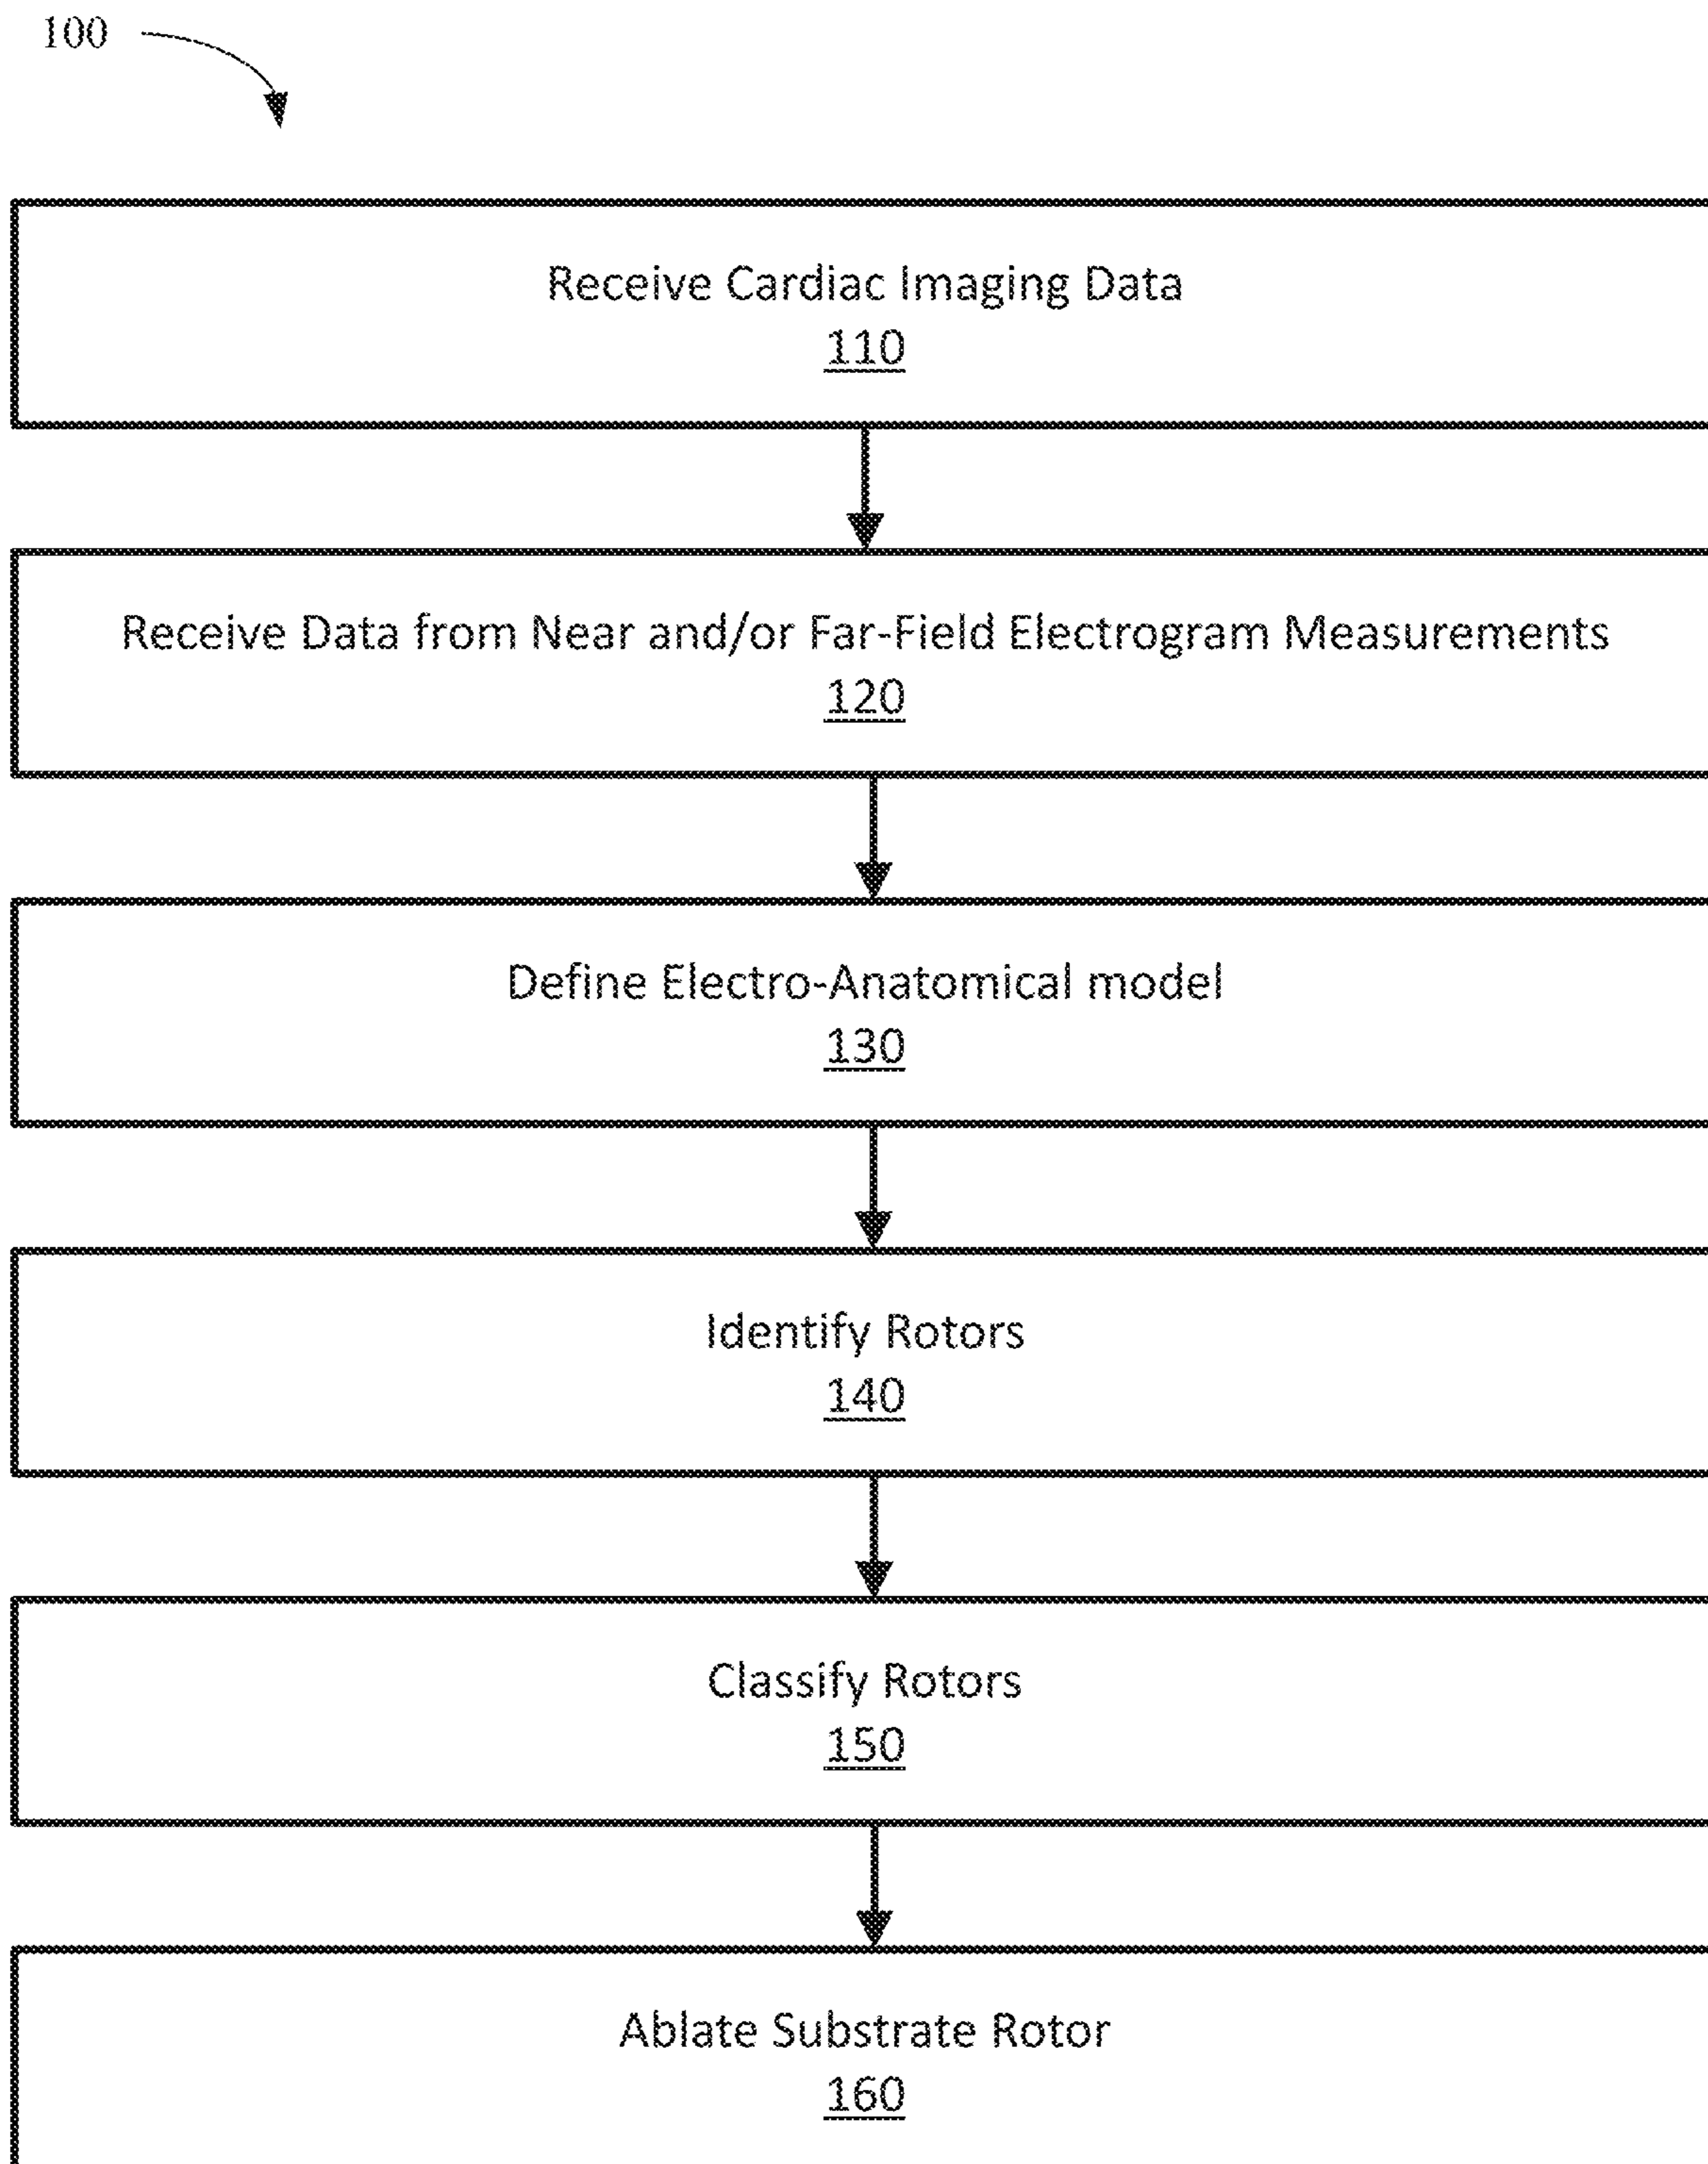 100
Receive Cardiac Imaging Data
110
Receive Data from Near and/or Far-Field Electrogram Measurements
120
Define Electro-Anatomical model
130
Identify Rotors
140
Classify Rotors
150
Ablate Substrate Rotor
160